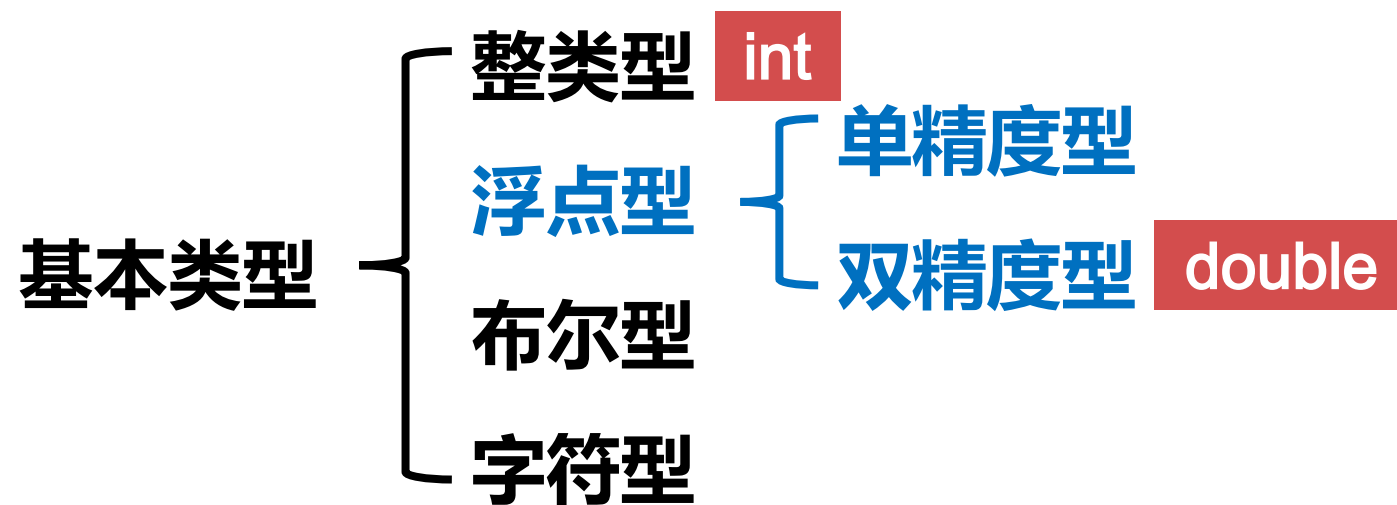 整类型 int
单精度型
浮点型
基本类型
双精度型 double
布尔型
字符型